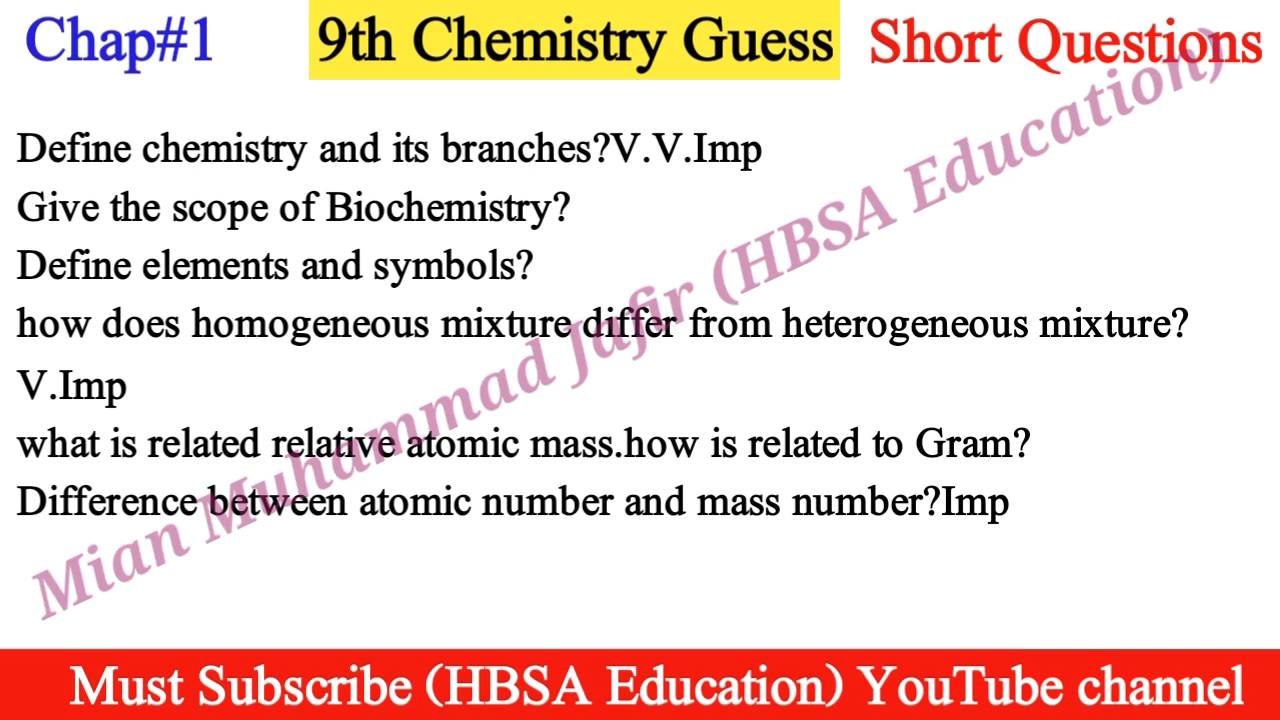 Chap#1 9th Chemistry Guess Short Questions
Define chemistry and its branches?V.V.Imp
Give the scope of Biochemistry?
Define elements and symbols?
how does homogeneous mixture differ from heterogeneous mixture?
V.Imp
what is related relative atomic mass.how is related to Gram?
Difference between atomic number and mass number?Imp
Mian Muhammad Jafir (HBSA Education)
Must Subscribe (HBSA Education) YouTube channel